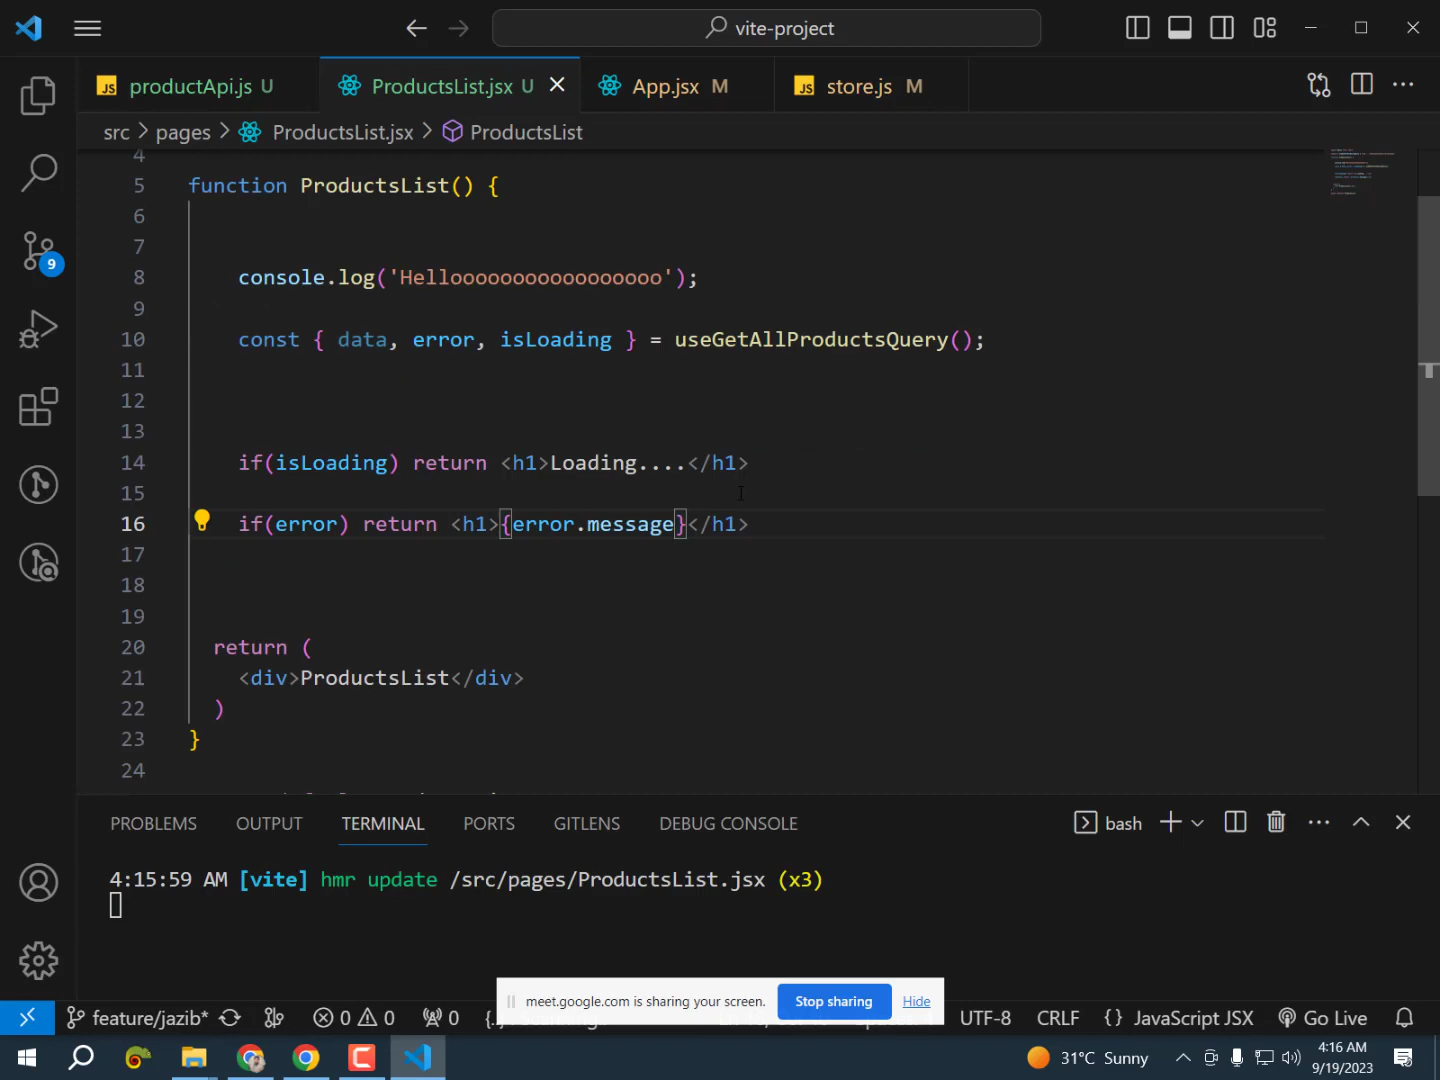 vite-project
JS productApi.js U
ProductsList.jsx U
App.jsx M
JS store.js M
src > pages > ProductsList.jsx > ProductsList
4
5 function ProductsList() {
6
7
8 console.log('Hellooooooooooooooooo');
9
10 const { data, error, isLoading } = useGetAllProductsQuery();
11
12
13
14 if(isLoading) return <h1>Loading....</h1>
15
16 if(error) return <h1>{error.message}</h1>
17
18
19
20 return (
21 <div>ProductsList</div>
22 )
23 }
24
9
PROBLEMS OUTPUT TERMINAL PORTS GITLENS DEBUG CONSOLE bash
4:15:59 AM [vite] hmr update /src/pages/ProductsList.jsx (x3)
meet.google.com is sharing your screen. Stop sharing Hide
feature/jazib* 0 0 0 UTF-8 CRLF {} JavaScript JSX Go Live
31°C Sunny
4:16 AM
9/19/2023